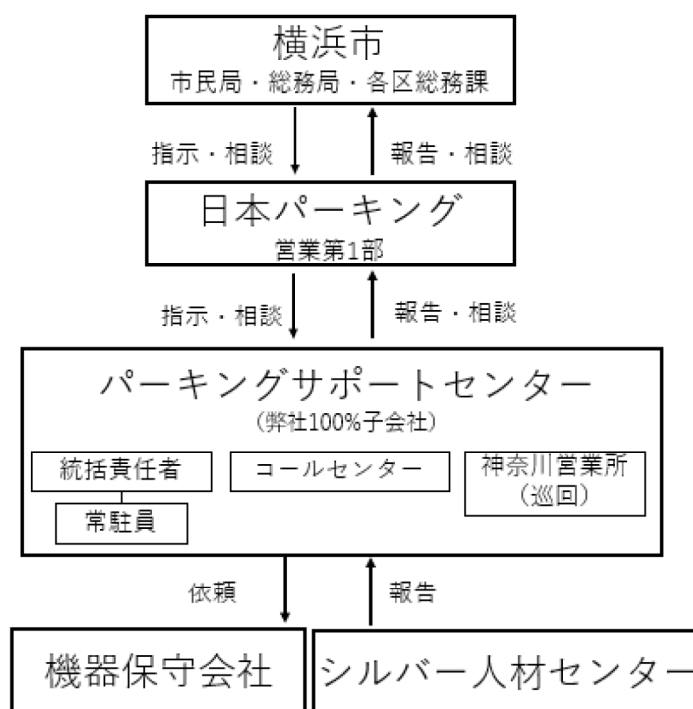 横浜市
市民局・総務局・各区総務課
指示・相談
報告・相談
日本パーキング
営業第1部
指示・相談
報告・相談
パーキングサポートセンター
（弊社100%子会社）
統括責任者
コールセンター
神奈川営業所
（巡回）
常駐員
依頼
報告
機器保守会社
シルバー人材センター